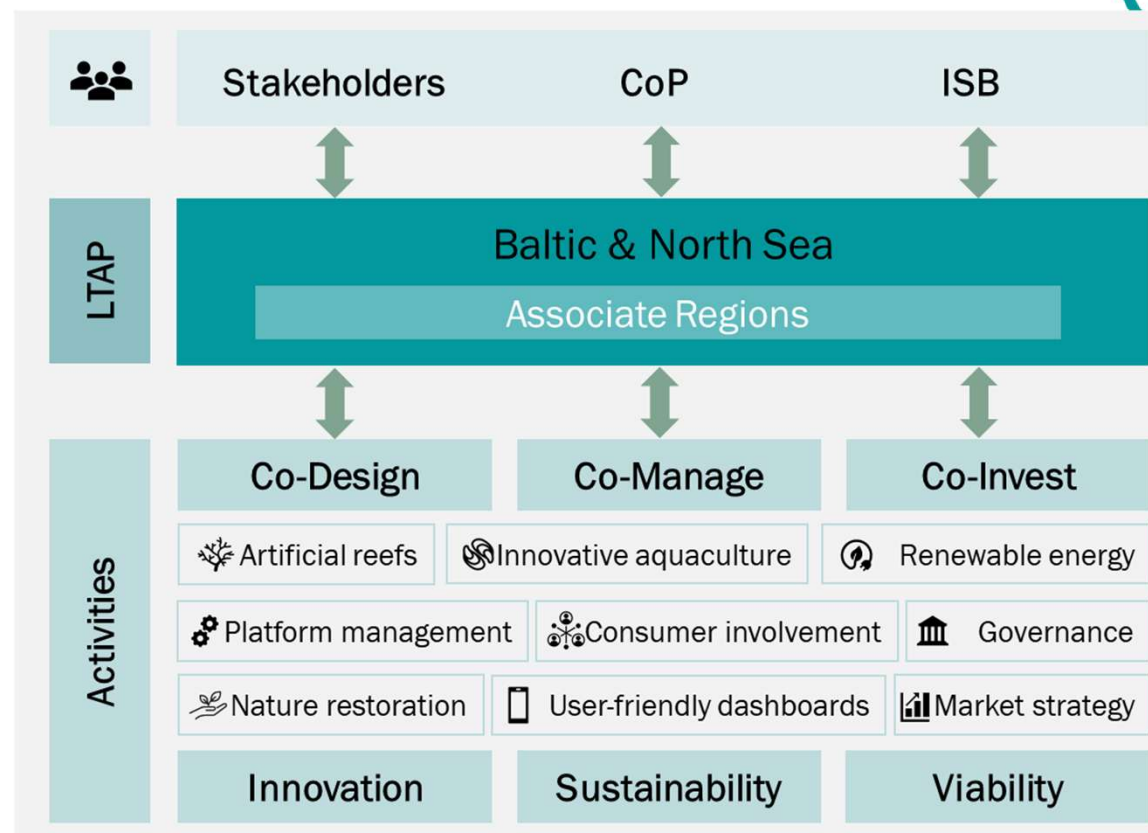 Stakeholders CoP ISB
LTAP
Baltic & North Sea
Associate Regions
Activities
Co-Design Co-Manage Co-Invest
Artificial reefs Innovative aquaculture Renewable energy
Platform management Consumer involvement Governance
Nature restoration User-friendly dashboards Market strategy
Innovation Sustainability Viability